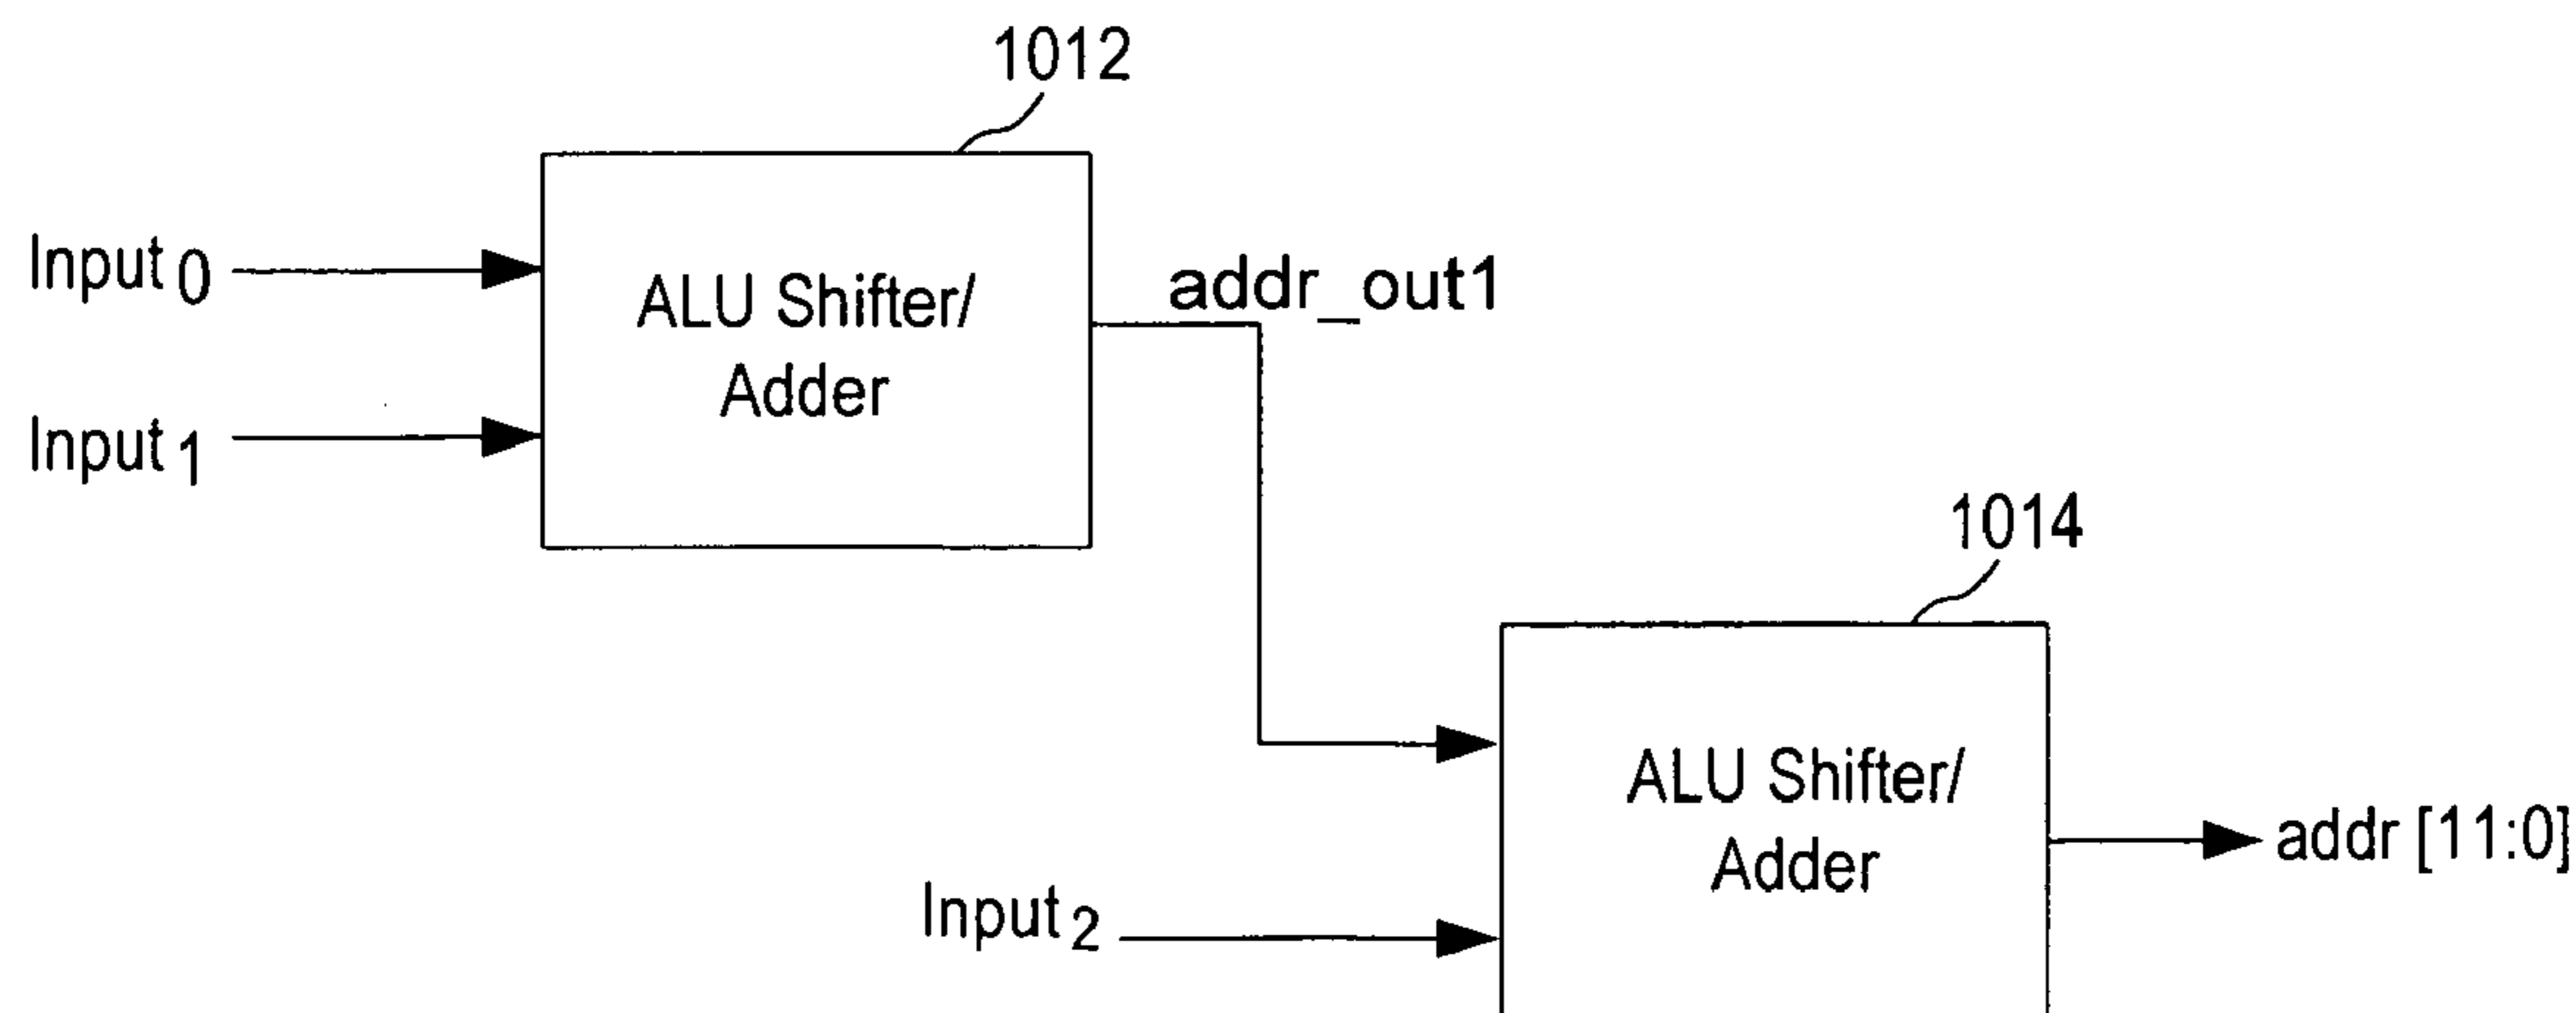 1012
Input 0
ALU Shifter/
Adder
addr_out1
Input 1
1014
ALU Shifter/
Adder
addr [11:0]
Input 2